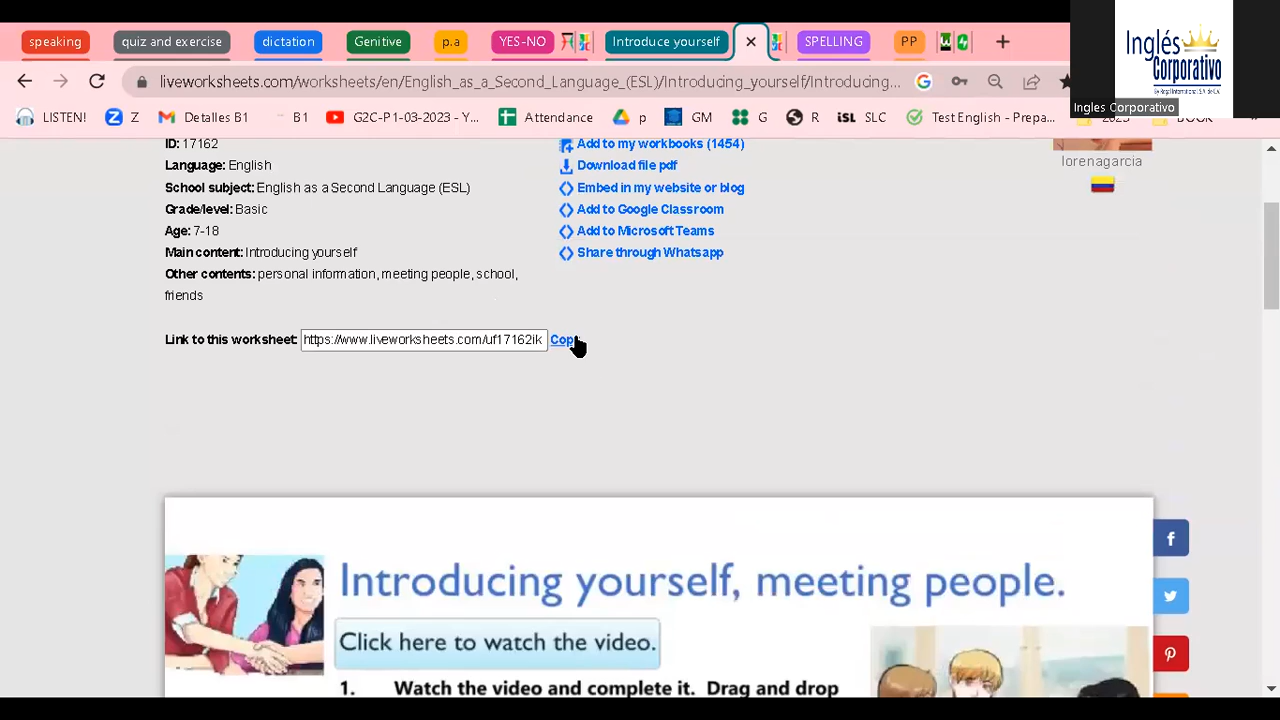 speaking
quiz and exercise
dictation
Genitive
p.a
YES-NO
Introduce yourself
SPELLING
PP
Inglés
Corporativo
Ingles Corporativo
liveworksheets.com/worksheets/en/English_as_a_Second_Language_(ESL)/Introducing_yourself/Introducing...
LISTEN!
Z
Detalles B1
B1
G2C-P1-03-2023 - Y...
Attendance
p
GM
G
R
iSL
SLC
Test English - Prepa...
BOOK
ID: 17162
Language: English
School subject: English as a Second Language (ESL)
Grade/level: Basic
Age: 7-18
Main content: Introducing yourself
Other contents: personal information, meeting people, school,
friends
Add to my workbooks (1454)
Download file pdf
Embed in my website or blog
Add to Google Classroom
Add to Microsoft Teams
Share through Whatsapp
lorenagarcia
Link to this worksheet: https://www.liveworksheets.com/uf17162ik Copy
Introducing yourself, meeting people.
Click here to watch the video.
1. Watch the video and complete it. Drag and drop